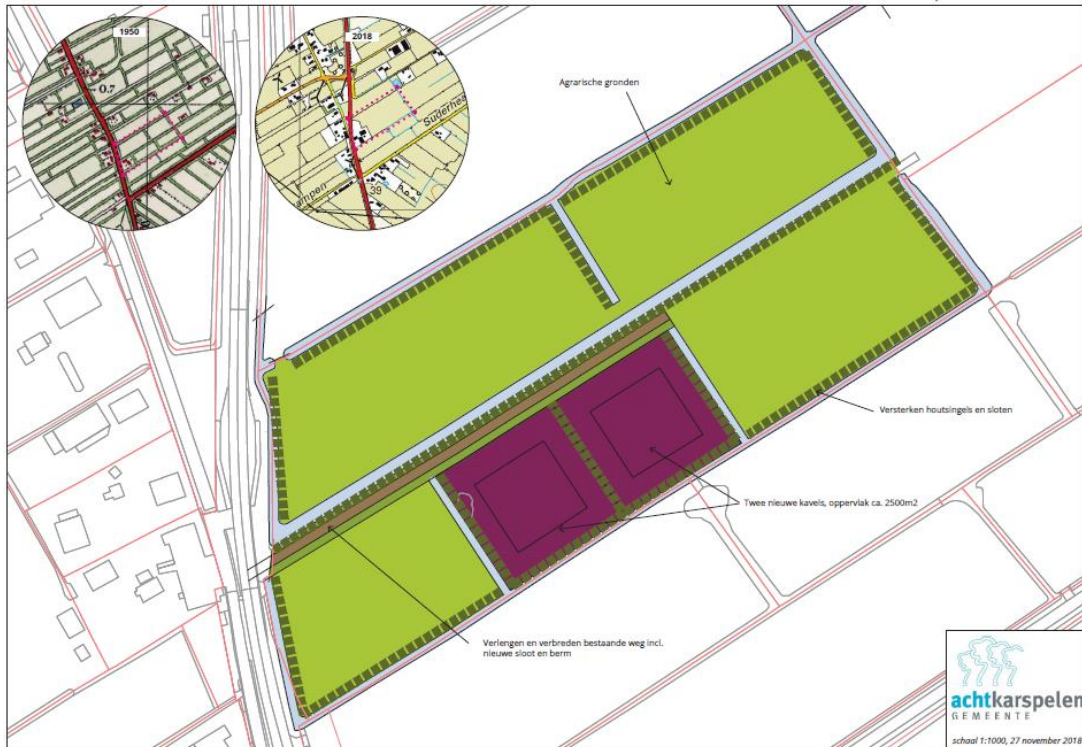 1950
0.7
2018
Suderhea
ampen
39
Agrarische gronden
Versterken houtsingels en sloten
Twee nieuwe kavels, oppervlak ca. 2500m2
Verlengen en verbreden bestaande weg incl.
nieuwe sloot en berm
achtkarspelen
GEMEENTE
schaal 1:1000, 27 november 2018